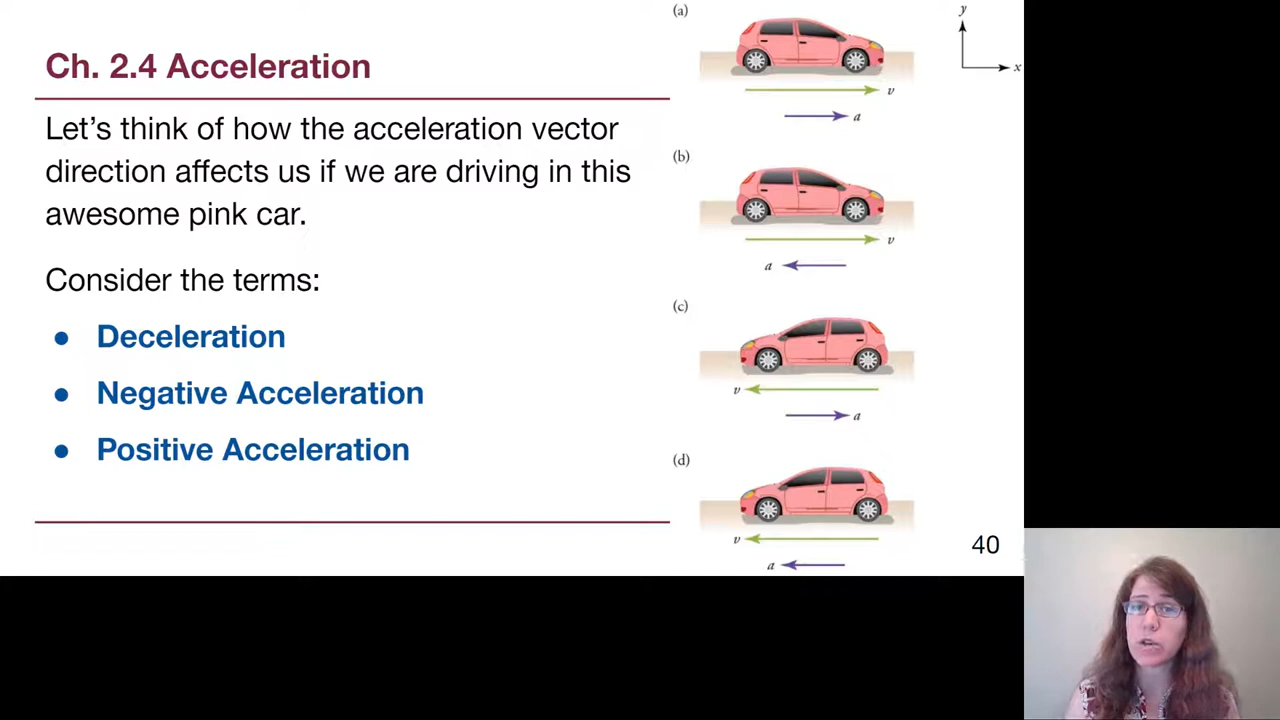 Ch. 2.4 Acceleration
Let’s think of how the acceleration vector
direction affects us if we are driving in this
awesome pink car.
Consider the terms:
● Deceleration
● Negative Acceleration
● Positive Acceleration
(a)
y
x
v
a
(b)
v
a
(c)
v
a
(d)
v
a
40